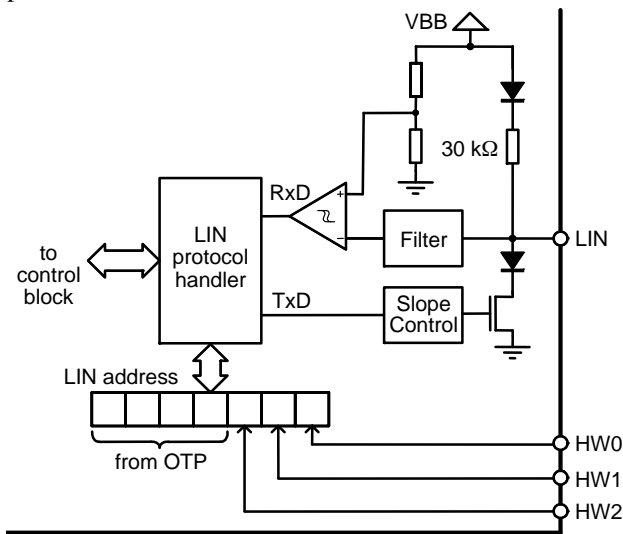 VBB
30 kΩ
RxD
+
−
LIN
protocol
handler
Filter
LIN
to
control
block
TxD
Slope
Control
LIN address
from OTP
HW0
HW1
HW2